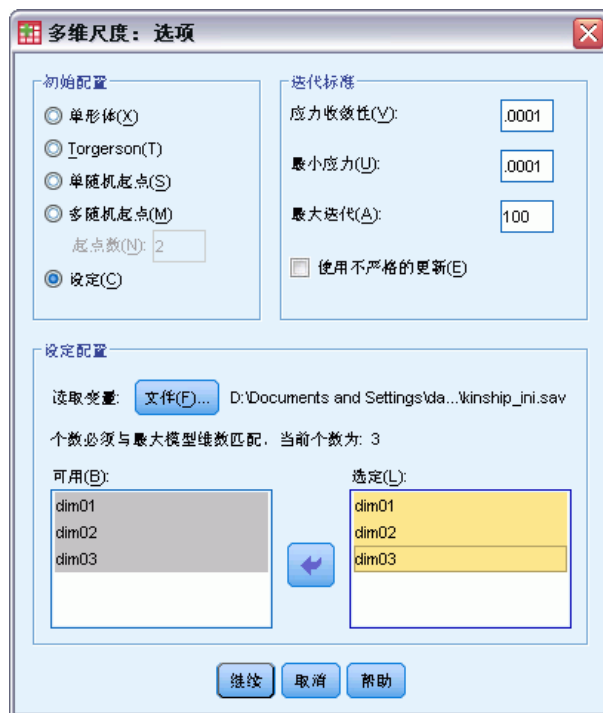 多维尺度: 选项
初始配置
单形体(X)
Torgerson(T)
单随机起点(S)
多随机起点(M)
起点数(N): 2
设定(C)
迭代标准
应力收敛性(V): .0001
最小应力(U): .0001
最大迭代(A): 100
使用不严格的更新(E)
设定配置
读取变量: 文件(F)... D:\Documents and Settings\da...\kinship_ini.sav
个数必须与最大模型维数匹配. 当前个数为: 3
可用(B):
dim01
dim02
dim03
选定(L):
dim01
dim02
dim03
继续 取消 帮助